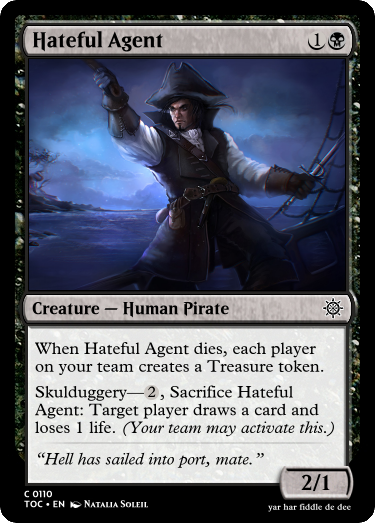 Hateful Agent 1
Creature — Human Pirate
When Hateful Agent dies, each player
on your team creates a Treasure token.
Skulduggery—2, Sacrifice Hateful
Agent: Target player draws a card and
loses 1 life. (Your team may activate this.)
“Hell has sailed into port, mate.”
2/1
C 0110
TOC • EN Natalia Soleil
yar har fiddle de dee